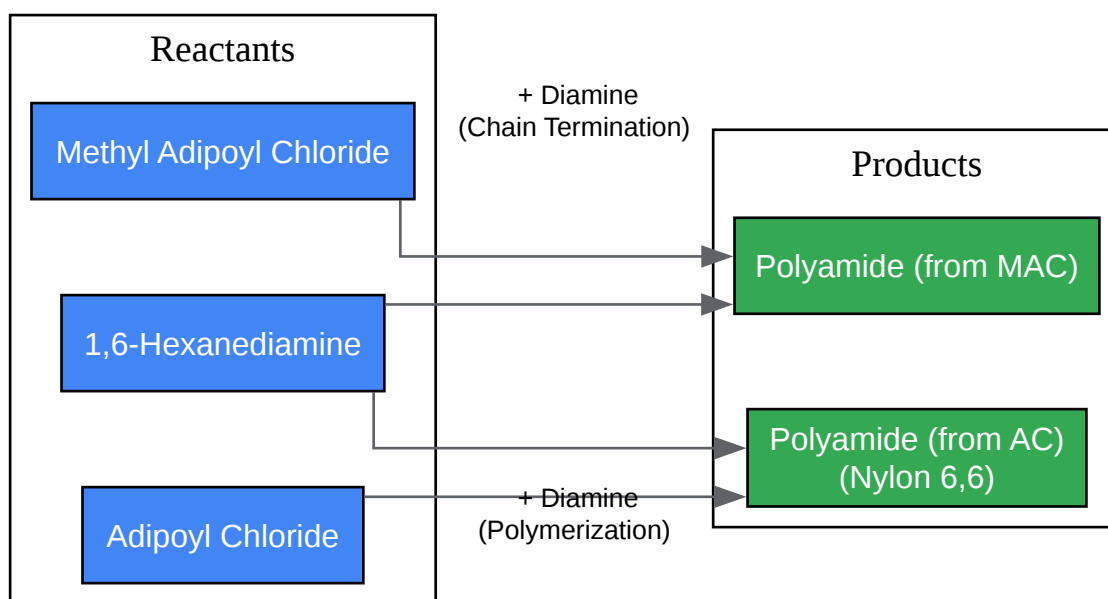 Reactants
Methyl Adipoyl Chloride
1,6-Hexanediamine
Adipoyl Chloride
+ Diamine
(Chain Termination)
+ Diamine
(Polymerization)
Products
Polyamide (from MAC)
Polyamide (from AC)
(Nylon 6,6)